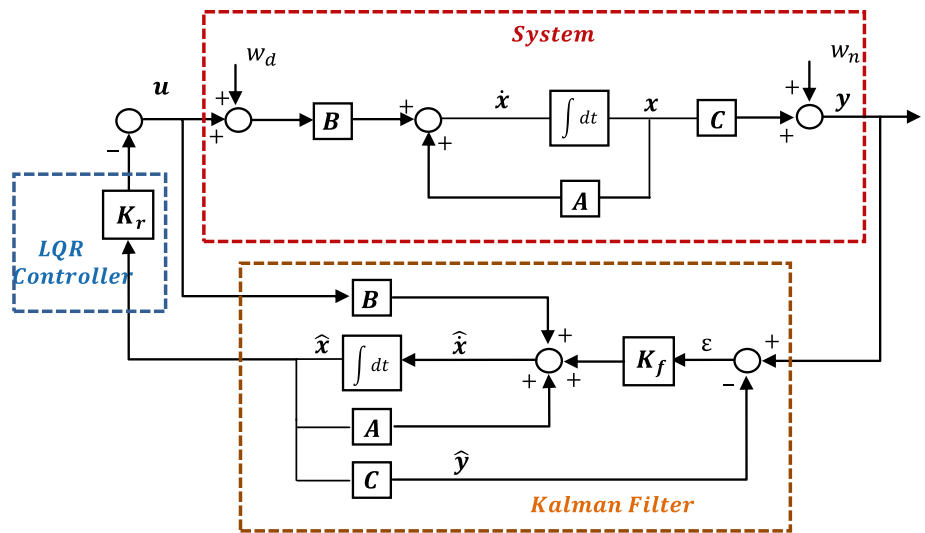 System
w_d
w_n
u
+
+
B
+
ẋ
∫ dt
x
C
+
+
y
+
A
−
K_r
LQR
Controller
B
+
x̂
∫ dt
ẋ̂
+
+
K_f
ε
+
−
A
C
ŷ
Kalman Filter